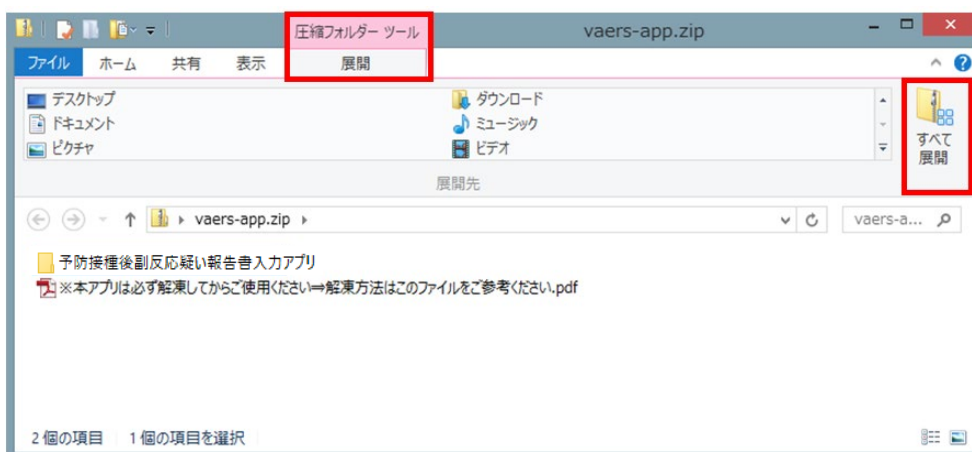 圧縮フォルダー ツール
vaers-app.zip
ファイル ホーム 共有 表示 展開
デスクトップ
ドキュメント
ピクチャ
ダウンロード
ミュージック
ビデオ
すべて
展開
展開先
vaers-app.zip
vaers-a...
予防接種後副反応疑い報告書入力アプリ
※本アプリは必ず解凍してからご使用ください⇒解凍方法はこのファイルをご参考ください.pdf
2 個の項目 1 個の項目を選択